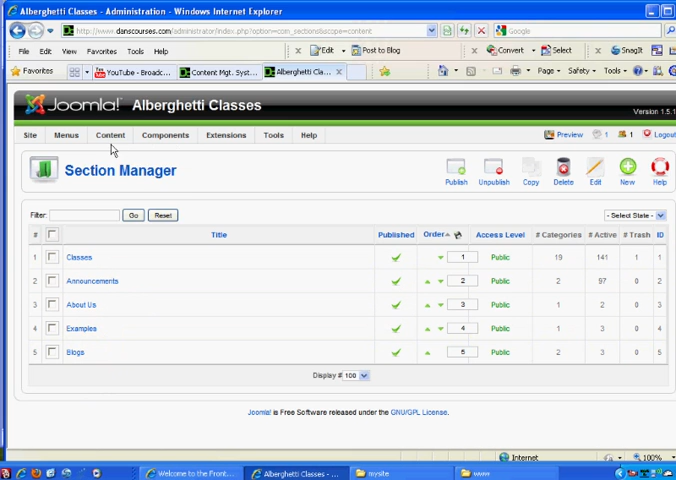 Alberghetti Classes - Administration - Windows Internet Explorer
http://www.danscourses.com/administrator/index.php?option=com_sections&scope=content
Google
File Edit View Favorites Tools Help
Edit Post to Blog
Convert Select
SnagIt
Favorites
YouTube - Broadc...
Content Mgt. Syst...
Alberghetti Cla...
Page Safety Tools
Joomla! Alberghetti Classes
Version 1.5.1
Site Menus Content Components Extensions Tools Help
Preview 1 1 Logout
Section Manager
Publish Unpublish Copy Delete Edit New Help
Filter: Go Reset
- Select State -
# Title Published Order Access Level # Categories # Active # Trash ID
1 Classes 1 Public 19 141 1 1
2 Announcements 2 Public 2 97 0 2
3 About Us 3 Public 1 2 0 3
4 Examples 4 Public 1 3 0 4
5 Blogs 5 Public 2 3 0 5
Display # 100
Joomla! is Free Software released under the GNU/GPL License.
Internet 100%
Welcome to the Front...
Alberghetti Classes - ...
mysite
www